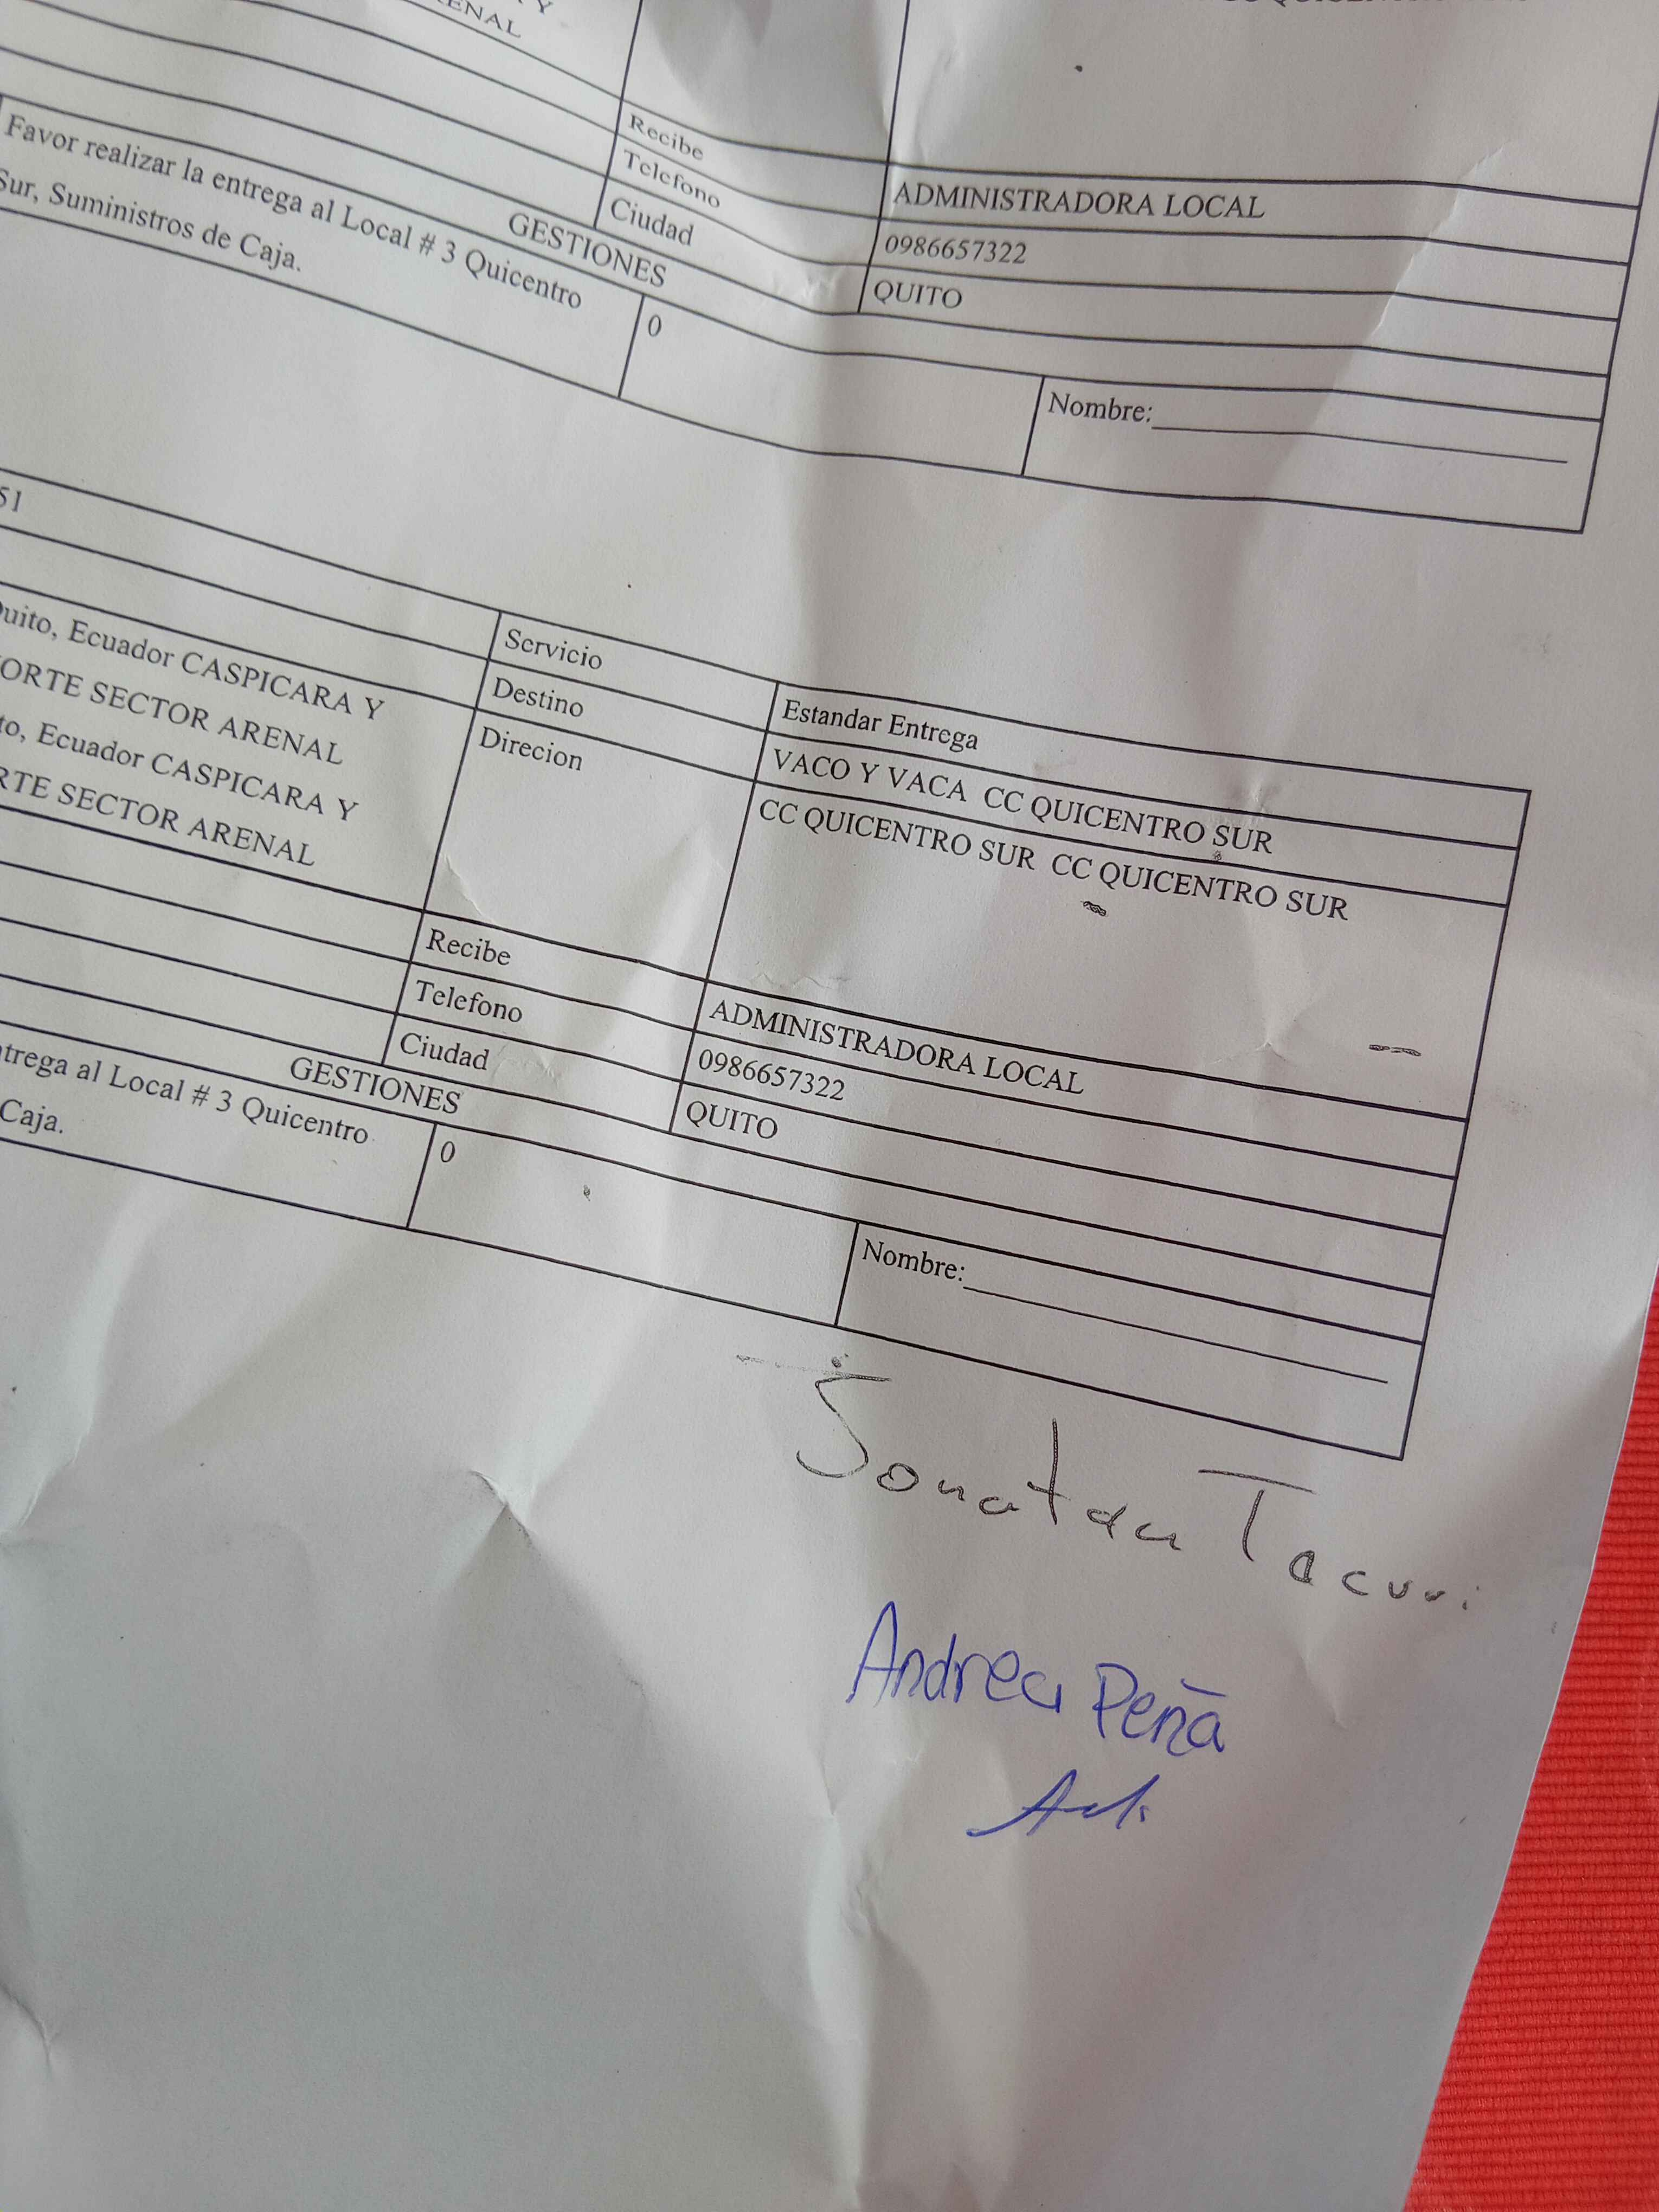 ENAL
Recibe
Telefono
Ciudad
ADMINISTRADORA LOCAL
0986657322
QUITO
GESTIONES
Favor realizar la entrega al Local # 3 Quicentro
Sur, Suministros de Caja.
0
Nombre:
51
Servicio
Estandar Entrega
Destino
VACO Y VACA CC QUICENTRO SUR
Direcion
CC QUICENTRO SUR CC QUICENTRO SUR
uito, Ecuador CASPICARA Y
ORTE SECTOR ARENAL
to, Ecuador CASPICARA Y
RTE SECTOR ARENAL
Recibe
ADMINISTRADORA LOCAL
Telefono
0986657322
Ciudad
QUITO
GESTIONES
trega al Local # 3 Quicentro
Caja.
0
Nombre:
Jonatan Tacuri
Andrea Peña